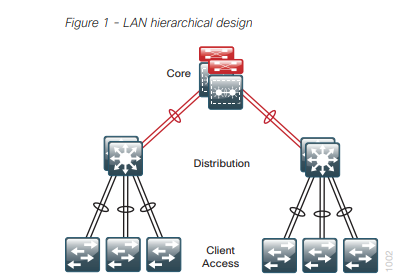 Figure 1 - LAN hierarchical design
Core
Distribution
Client
Access
1002